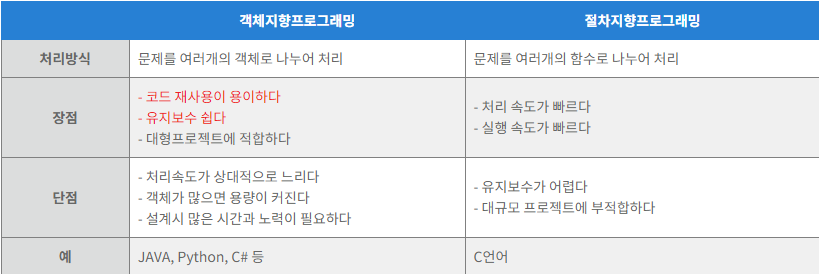 객체지향프로그래밍 절차지향프로그래밍
처리방식 문제를 여러개의 객체로 나누어 처리 문제를 여러개의 함수로 나누어 처리
장점
- 코드 재사용이 용이하다
- 유지보수 쉽다
- 대형프로젝트에 적합하다
- 처리 속도가 빠르다
- 실행 속도가 빠르다
단점
- 처리속도가 상대적으로 느리다
- 객체가 많으면 용량이 커진다
- 설계시 많은 시간과 노력이 필요하다
- 유지보수가 어렵다
- 대규모 프로젝트에 부적합하다
예 JAVA, Python, C# 등 C언어